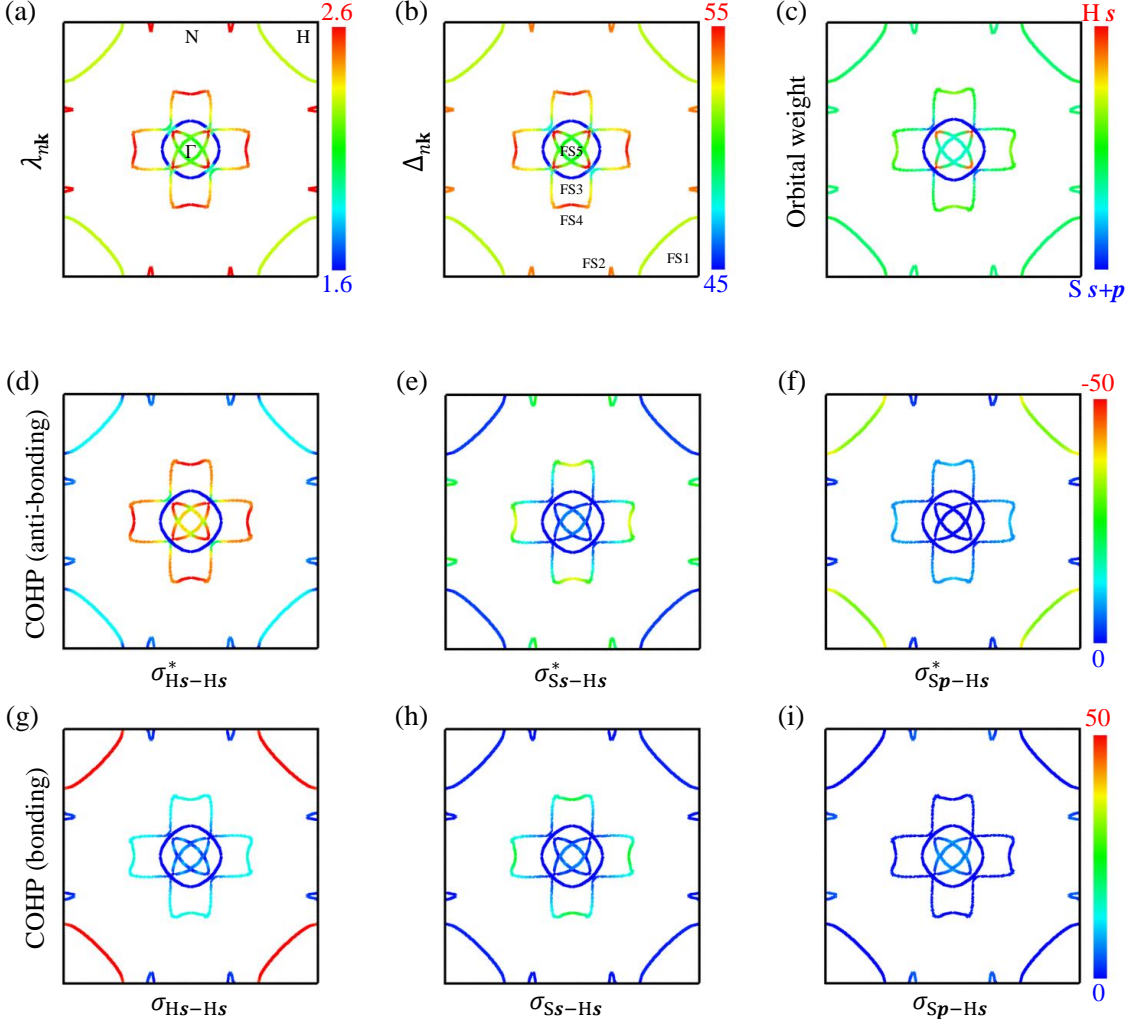 (a)
(b)
(c)
2.6
55
H s
N
H
λnk
Γ
Δnk
FS5
FS3
FS4
FS2
FS1
Orbital weight
1.6
45
S s+p
(d)
(e)
(f)
-50
COHP (anti-bonding)
0
σ*Hs−Hs
σ*Ss−Hs
σ*Sp−Hs
(g)
(h)
(i)
50
COHP (bonding)
0
σHs−Hs
σSs−Hs
σSp−Hs